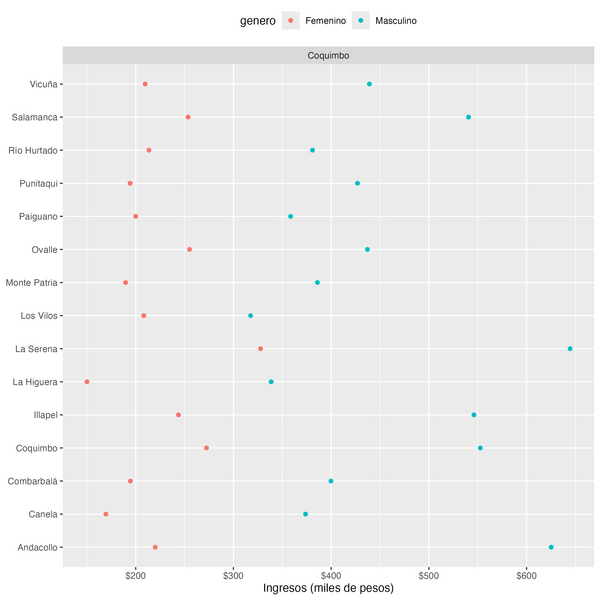 genero Femenino Masculino
Coquimbo
Vicuña
Salamanca
Río Hurtado
Punitaqui
Paiguano
Ovalle
Monte Patria
Los Vilos
La Serena
La Higuera
Illapel
Coquimbo
Combarbalá
Canela
Andacollo
$200 $300 $400 $500 $600
Ingresos (miles de pesos)